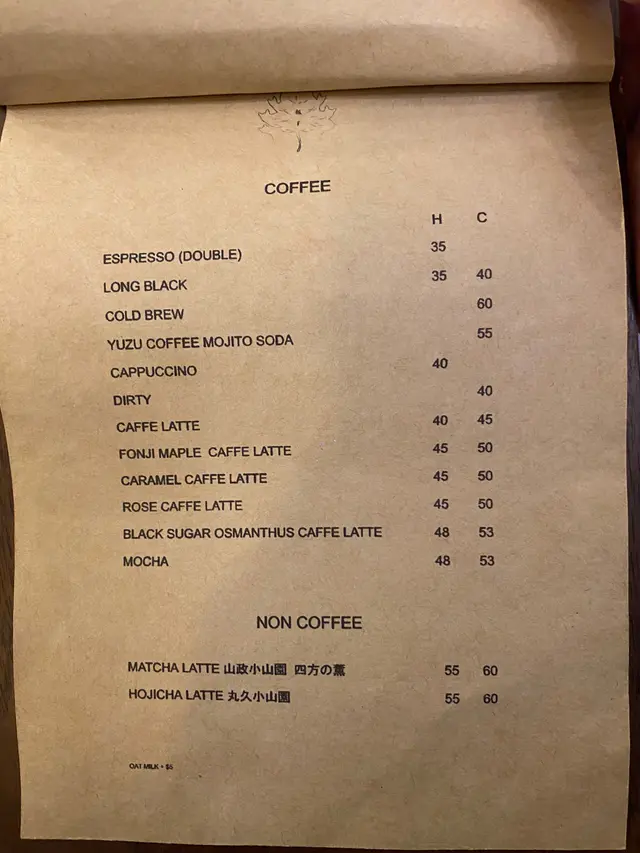 COFFEE
H C
ESPRESSO (DOUBLE) 35
LONG BLACK 35 40
COLD BREW 60
YUZU COFFEE MOJITO SODA 55
CAPPUCCINO 40
DIRTY 40
CAFFE LATTE 40 45
FONJI MAPLE CAFFE LATTE 45 50
CARAMEL CAFFE LATTE 45 50
ROSE CAFFE LATTE 45 50
BLACK SUGAR OSMANTHUS CAFFE LATTE 48 53
MOCHA 48 53
NON COFFEE
MATCHA LATTE 山政小山園 四方の薫 55 60
HOJICHA LATTE 丸久小山園 55 60
OAT MILK + $5